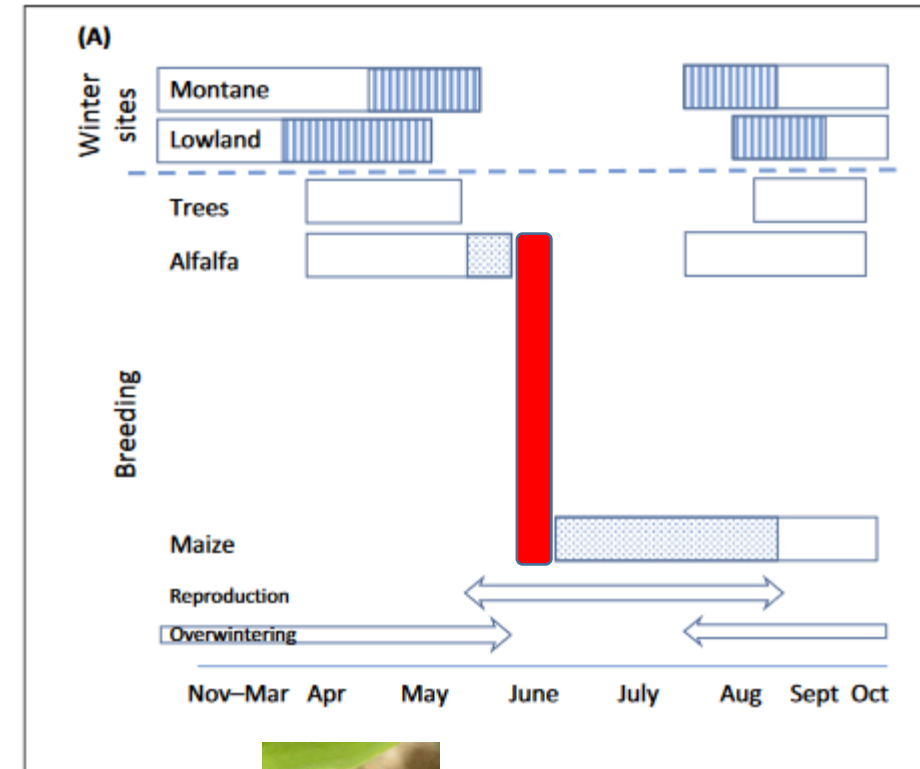 (A)
Winter
sites
Montane
Lowland
Trees
Alfalfa
Breeding
Maize
Reproduction
Overwintering
Nov–Mar Apr May June July Aug Sept Oct